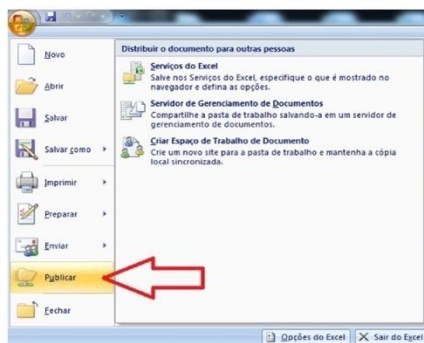 Novo
Abrir
Salvar
Salvar como
Imprimir
Preparar
Enviar
Publicar
Fechar
Distribuir o documento para outras pessoas
Serviços do Excel
Salve nos Serviços do Excel, especifique o que é mostrado no
navegador e defina as opções.
Servidor de Gerenciamento de Documentos
Compartilhe a pasta de trabalho salvando-a em um servidor de
gerenciamento de documentos.
Criar Espaço de Trabalho de Documento
Crie um novo site para a pasta de trabalho e mantenha a cópia
local sincronizada.
Opções do Excel
Sair do Excel